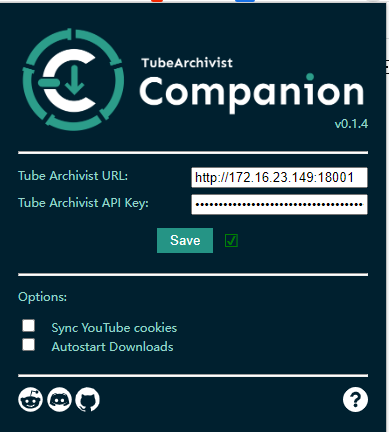 TubeArchivist
Companion
v0.1.4
Tube Archivist URL:
http://172.16.23.149:18001
Tube Archivist API Key:
Save
Options:
Sync YouTube cookies
Autostart Downloads
?